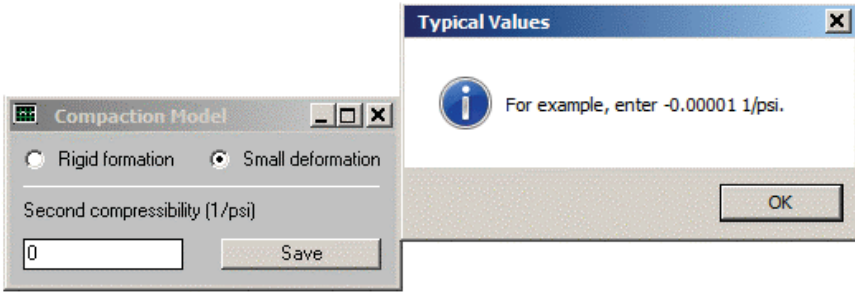 Typical Values
For example, enter -0.00001 1/psi.
OK
Compaction Model
Rigid formation Small deformation
Second compressibility (1/psi)
0 Save